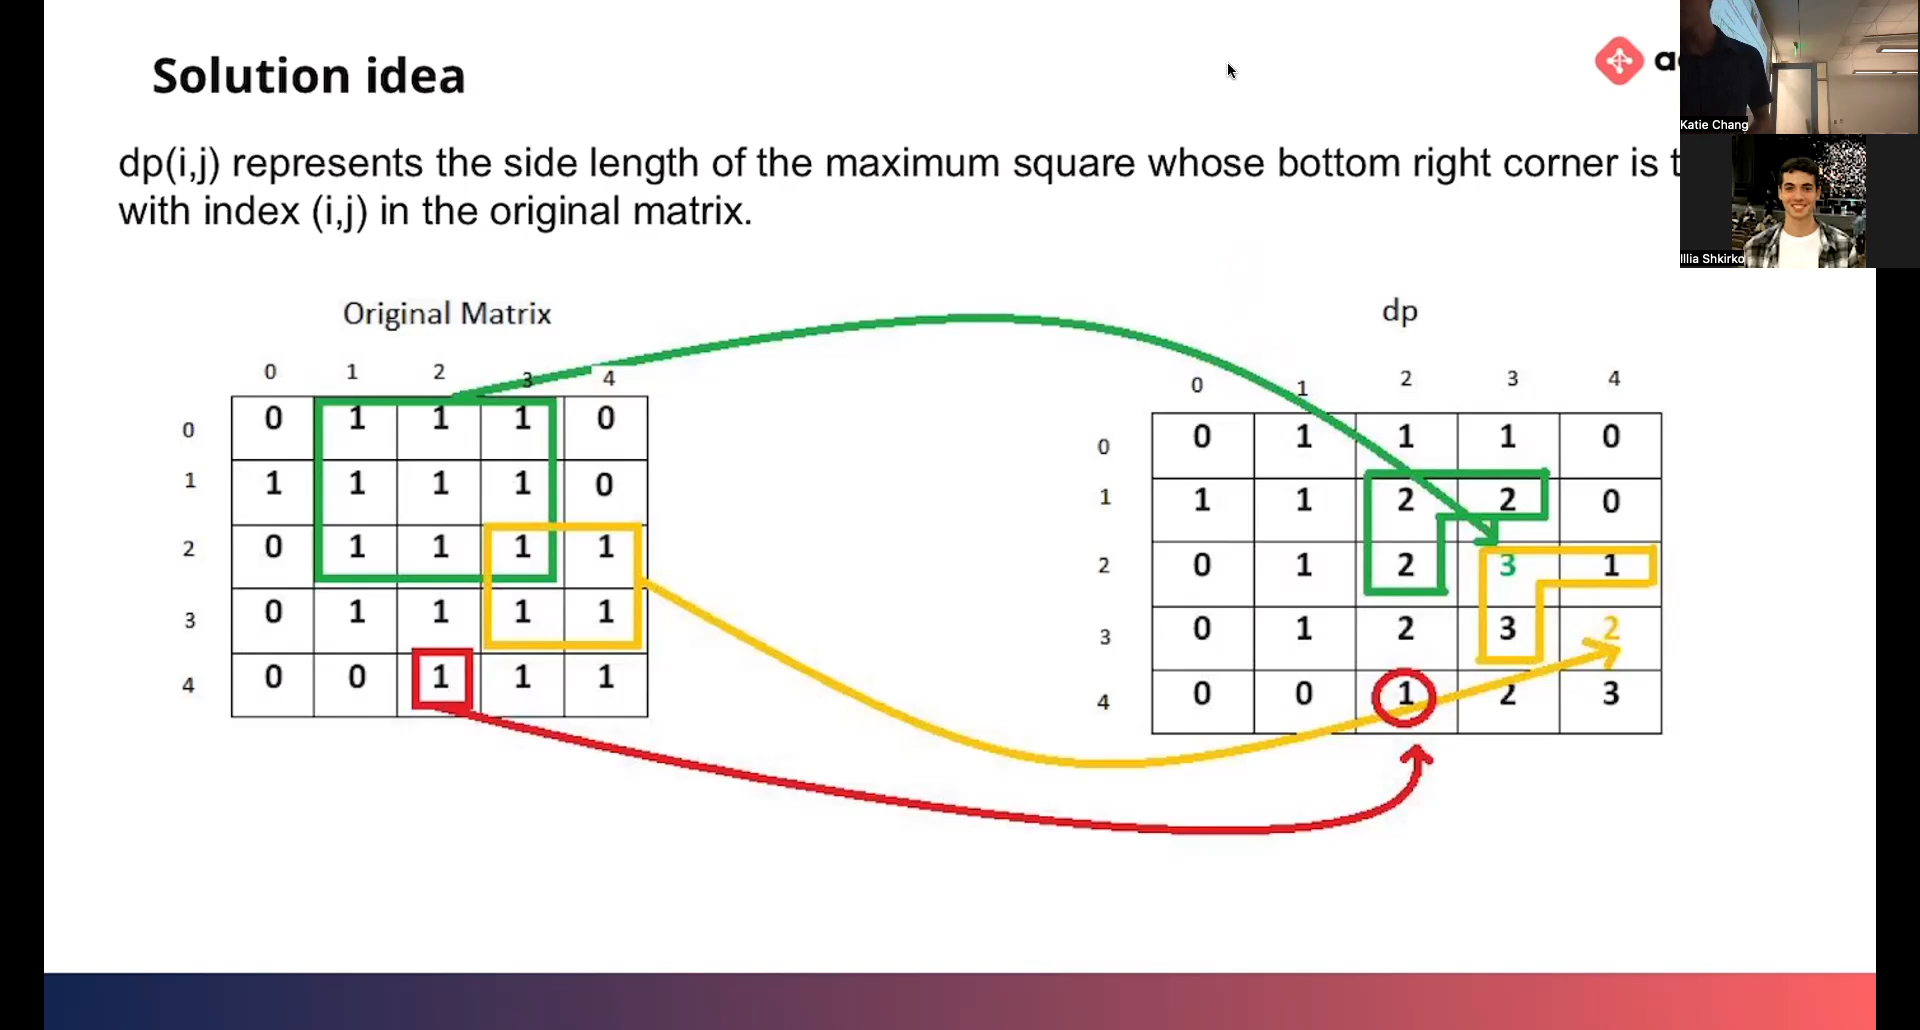 Solution idea
Katie Chang
dp(i,j) represents the side length of the maximum square whose bottom right corner is
with index (i,j) in the original matrix.
Illia Shkirko
Original Matrix
0 1 2 3 4
0 0 1 1 1 0
1 1 1 1 1 0
2 0 1 1 1 1
3 0 1 1 1 1
4 0 0 1 1 1
dp
0 1 2 3 4
0 0 1 1 1 0
1 1 1 2 2 0
2 0 1 2 3 1
3 0 1 2 3 2
4 0 0 1 2 3